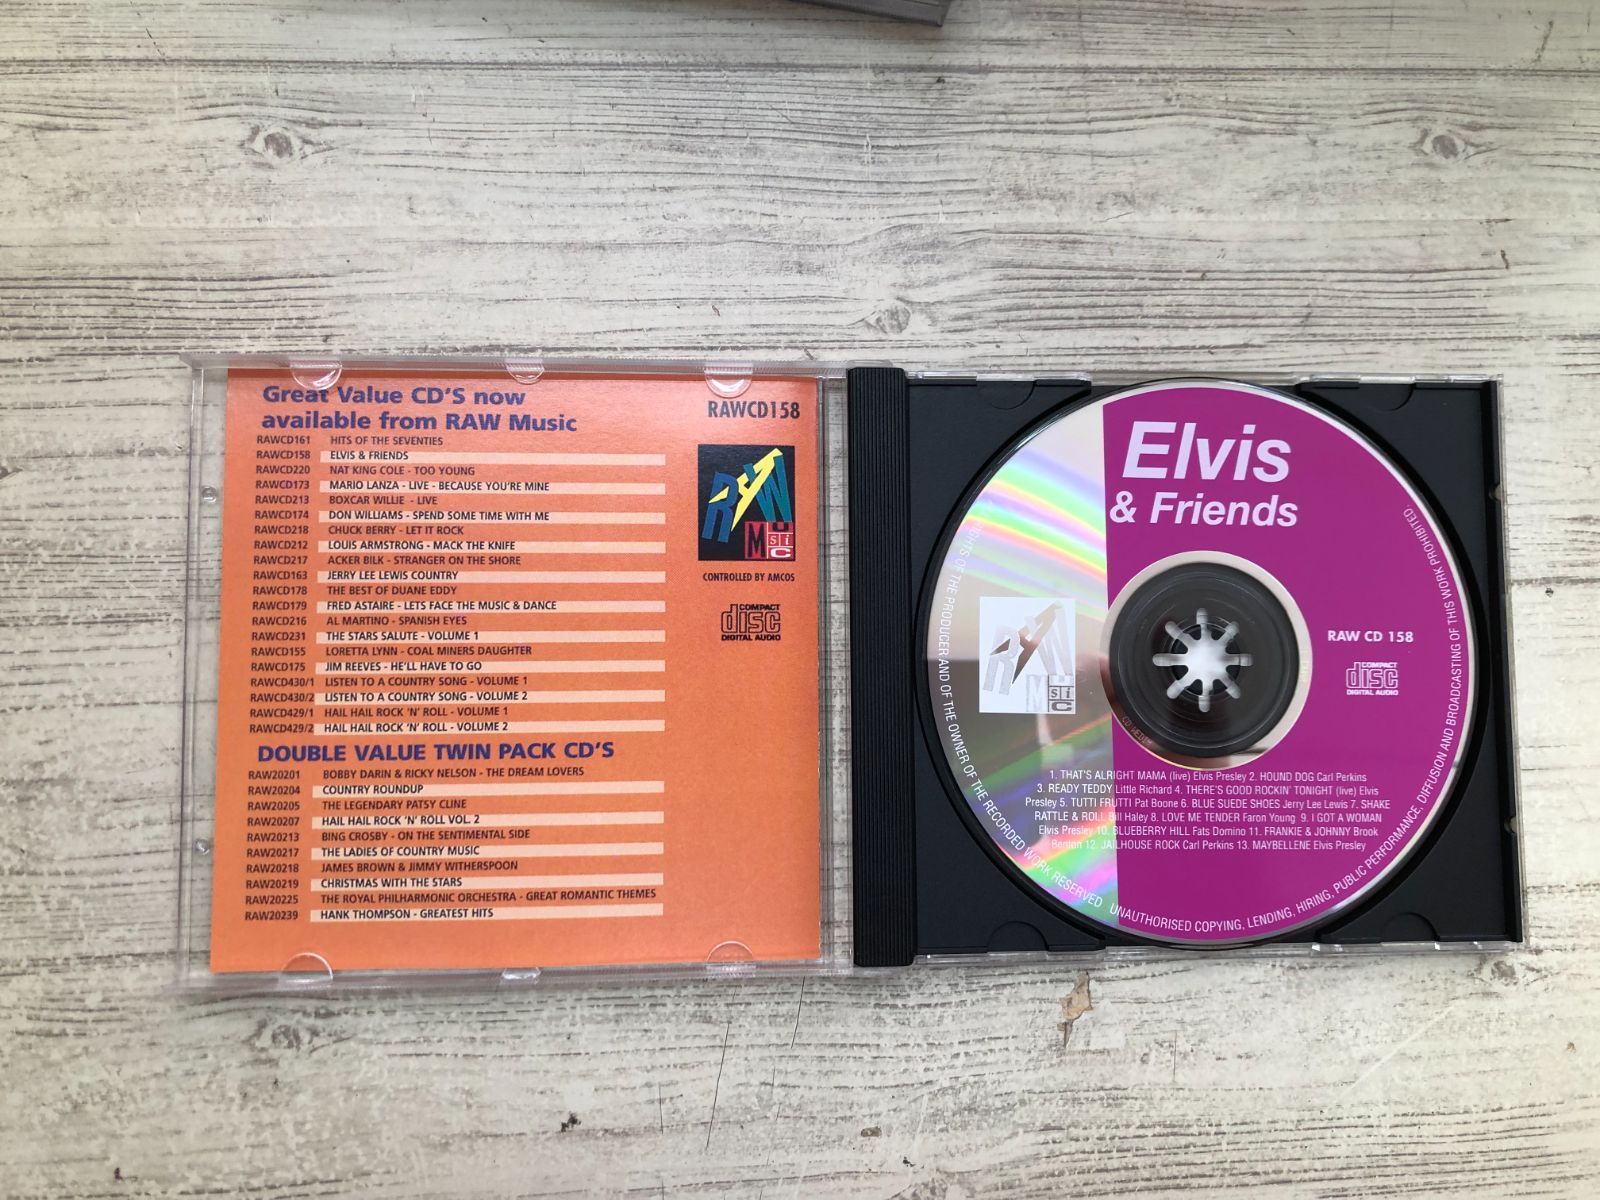 Great Value CD'S now
available from RAW Music
RAWCD161 HITS OF THE SEVENTIES
RAWCD158 ELVIS & FRIENDS
RAWCD220 NAT KING COLE - TOO YOUNG
RAWCD173 MARIO LANZA - LIVE - BECAUSE YOU'RE MINE
RAWCD213 BOXCAR WILLIE - LIVE
RAWCD174 DON WILLIAMS - SPEND SOME TIME WITH ME
RAWCD218 CHUCK BERRY - LET IT ROCK
RAWCD212 LOUIS ARMSTRONG - MACK THE KNIFE
RAWCD217 ACKER BILK - STRANGER ON THE SHORE
RAWCD163 JERRY LEE LEWIS COUNTRY
RAWCD178 THE BEST OF DUANE EDDY
RAWCD179 FRED ASTAIRE - LETS FACE THE MUSIC & DANCE
RAWCD216 AL MARTINO - SPANISH EYES
RAWCD231 THE STARS SALUTE - VOLUME 1
RAWCD155 LORETTA LYNN - COAL MINERS DAUGHTER
RAWCD175 JIM REEVES - HE'LL HAVE TO GO
RAWCD430/1 LISTEN TO A COUNTRY SONG - VOLUME 1
RAWCD430/2 LISTEN TO A COUNTRY SONG - VOLUME 2
RAWCD429/1 HAIL HAIL ROCK 'N' ROLL - VOLUME 1
RAWCD429/2 HAIL HAIL ROCK 'N' ROLL - VOLUME 2
DOUBLE VALUE TWIN PACK CD'S
RAW20201 BOBBY DARIN & RICKY NELSON - THE DREAM LOVERS
RAW20204 COUNTRY ROUNDUP
RAW20205 THE LEGENDARY PATSY CLINE
RAW20207 HAIL HAIL ROCK 'N' ROLL VOL. 2
RAW20213 BING CROSBY - ON THE SENTIMENTAL SIDE
RAW20217 THE LADIES OF COUNTRY MUSIC
RAW20218 JAMES BROWN & JIMMY WITHERSPOON
RAW20219 CHRISTMAS WITH THE STARS
RAW20225 THE ROYAL PHILHARMONIC ORCHESTRA - GREAT ROMANTIC THEMES
RAW20239 HANK THOMPSON - GREATEST HITS
RAWCD158
RAW
MUsiC
CONTROLLED BY AMCOS
COMPACT
disc
DIGITAL AUDIO
Elvis
& Friends
RAW
MUsiC
RAW CD 158
COMPACT
disc
DIGITAL AUDIO
1. THAT'S ALRIGHT MAMA (live) Elvis Presley 2. HOUND DOG Carl Perkins
3. READY TEDDY Little Richard 4. THERE'S GOOD ROCKIN' TONIGHT (live) Elvis
Presley 5. TUTTI FRUTTI Pat Boone 6. BLUE SUEDE SHOES Jerry Lee Lewis 7. SHAKE
RATTLE & ROLL Bill Haley 8. LOVE ME TENDER Faron Young 9. I GOT A WOMAN
Elvis Presley 10. BLUEBERRY HILL Fats Domino 11. FRANKIE & JOHNNY Brook
Benton 12. JAILHOUSE ROCK Carl Perkins 13. MAYBELLENE Elvis Presley
RIGHTS OF THE PRODUCER AND OF THE OWNER OF THE RECORDED WORK RESERVED UNAUTHORISED COPYING, LENDING, HIRING, PUBLIC PERFORMANCE, DIFFUSION AND BROADCASTING OF THIS WORK PROHIBITED.